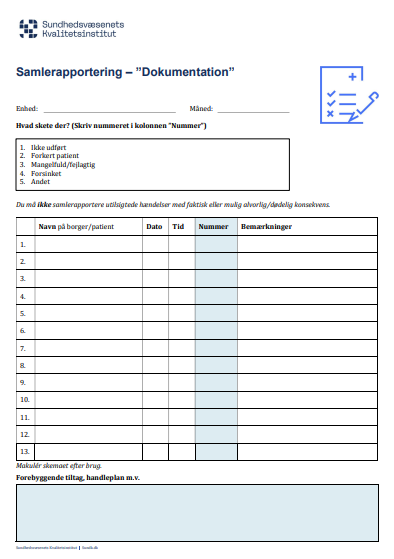 Sundhedsvæsenets
Kvalitetsinstitut
Samlerapportering – ”Dokumentation”
Enhed: Måned:
Hvad skete der? (Skriv nummeret i kolonnen ”Nummer”)
1. Ikke udført
2. Forkert patient
3. Mangelfuld/fejlagtig
4. Forsinket
5. Andet
Du må ikke samlerapportere utilsigtede hændelser med faktisk eller mulig alvorlig/dødelig konsekvens.
Navn på borger/patient Dato Tid Nummer Bemærkninger
1.
2.
3.
4.
5.
6.
7.
8.
9.
10.
11.
12.
13.
Makulér skemaet efter brug.
Forebyggende tiltag, handleplan m.v.
Sundhedsvæsenets Kvalitetsinstitut | Sundk.dk